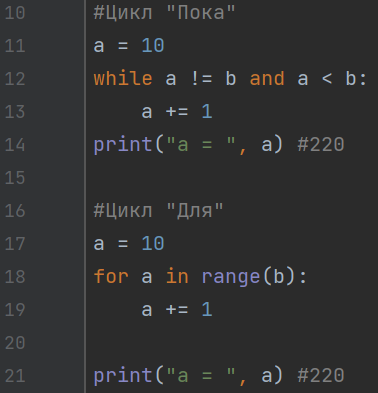 10 #Цикл "Пока"
11 a = 10
12 while a != b and a < b:
13     a += 1
14 print("a = ", a) #220
15
16 #Цикл "Для"
17 a = 10
18 for a in range(b):
19     a += 1
20
21 print("a = ", a) #220